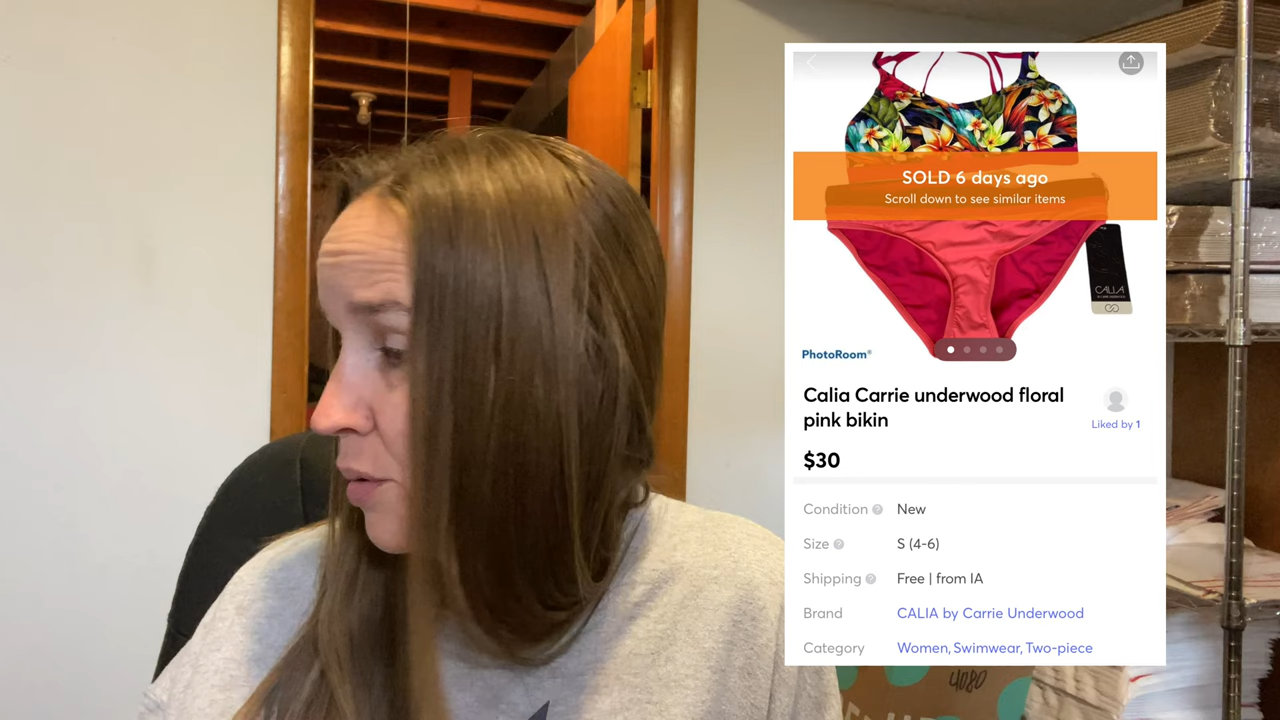 SOLD 6 days ago
Scroll down to see similar items
CALIA
PhotoRoom®
Calia Carrie underwood floral
pink bikin
Liked by 1
$30
Condition ? New
Size ? S (4-6)
Shipping ? Free | from IA
Brand CALIA by Carrie Underwood
Category Women, Swimwear, Two-piece
4080